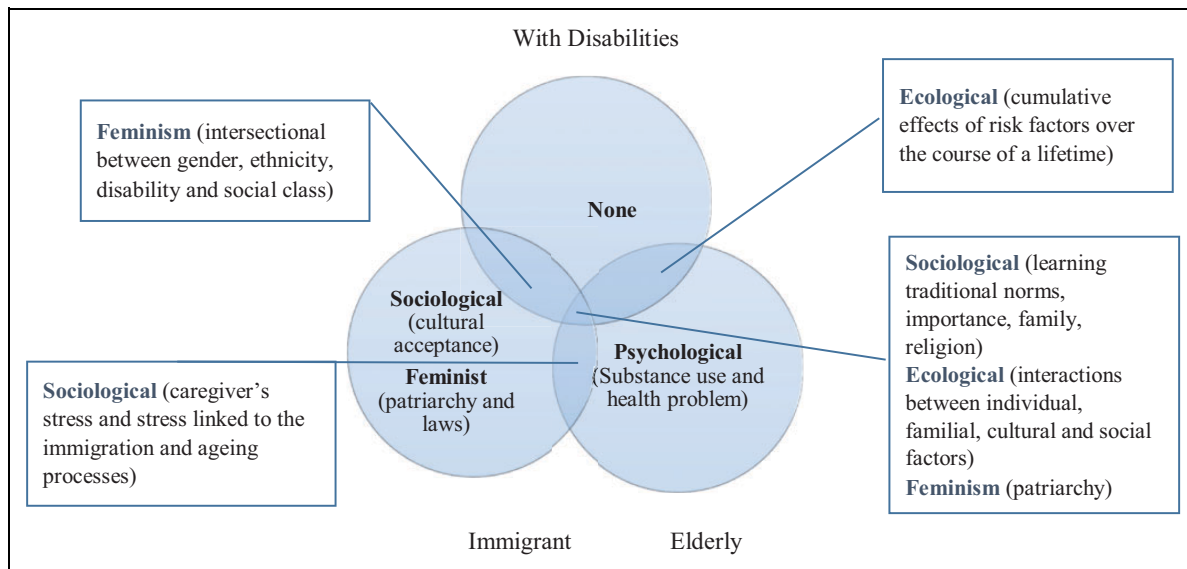 With Disabilities
Feminism (intersectional
between gender, ethnicity,
disability and social class)
Ecological (cumulative
effects of risk factors over
the course of a lifetime)
None
Sociological
(cultural
acceptance)
Feminist
(patriarchy and
laws)
Psychological
(Substance use and
health problem)
Sociological (learning
traditional norms,
importance, family,
religion)
Ecological (interactions
between individual,
familial, cultural and social
factors)
Feminism (patriarchy)
Sociological (caregiver’s
stress and stress linked to the
immigration and ageing
processes)
Immigrant
Elderly